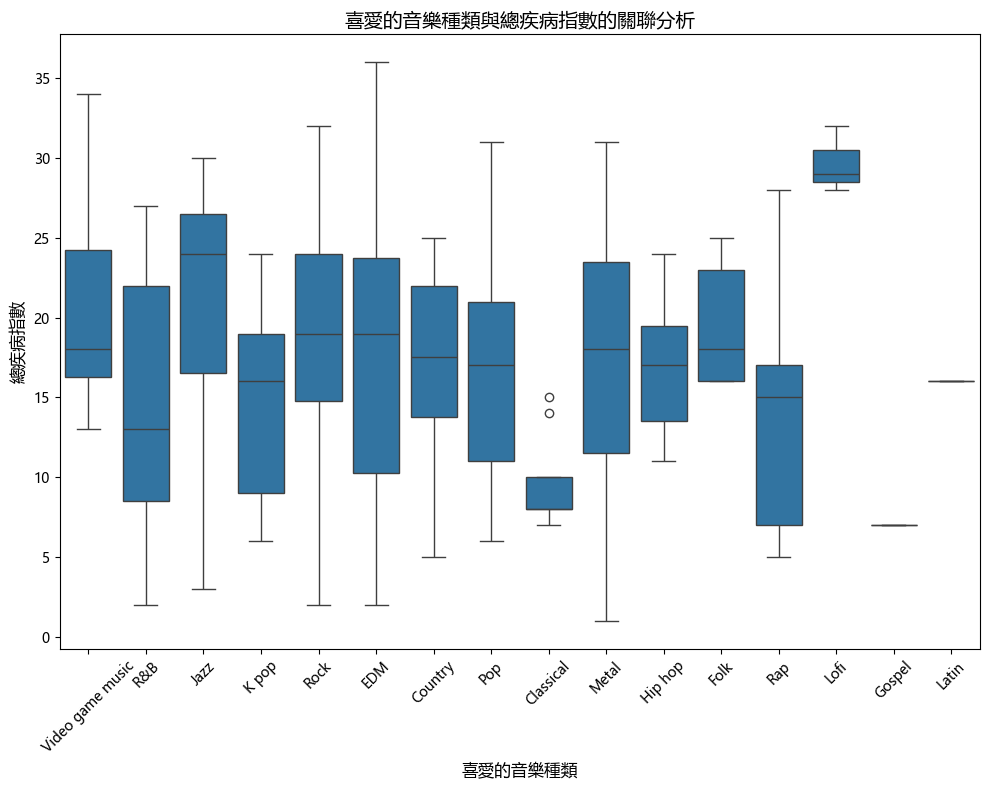 喜愛的音樂種類與總疾病指數的關聯分析
總疾病指數
35
30
25
20
15
10
5
0
Video game music
R&B
Jazz
K pop
Rock
EDM
Country
Pop
Classical
Metal
Hip hop
Folk
Rap
Lofi
Gospel
Latin
喜愛的音樂種類